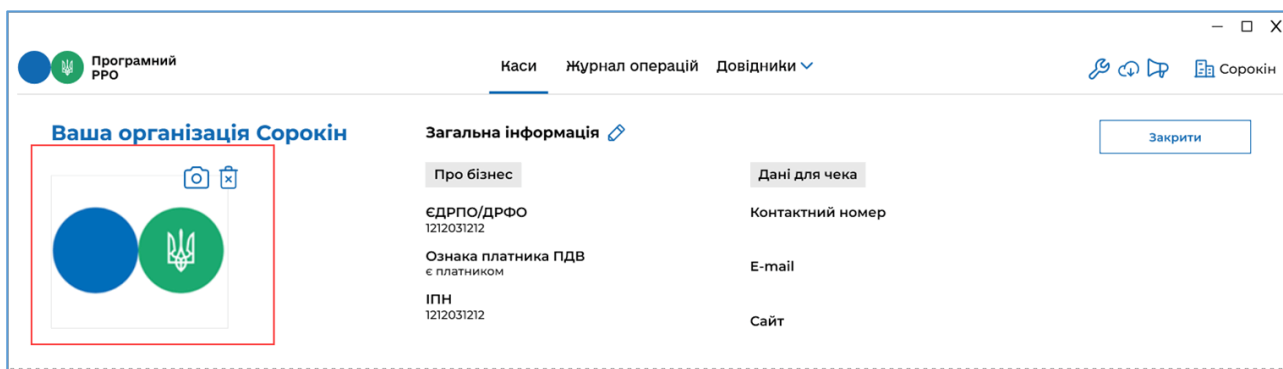 Програмний
РРО
Каси Журнал операцій Довідники
Сорокін
Ваша організація Сорокін
Загальна інформація
Закрити
Про бізнес
Дані для чека
ЄДРПО/ДРФО
1212031212
Контактний номер
Ознака платника ПДВ
є платником
E-mail
ІПН
1212031212
Сайт